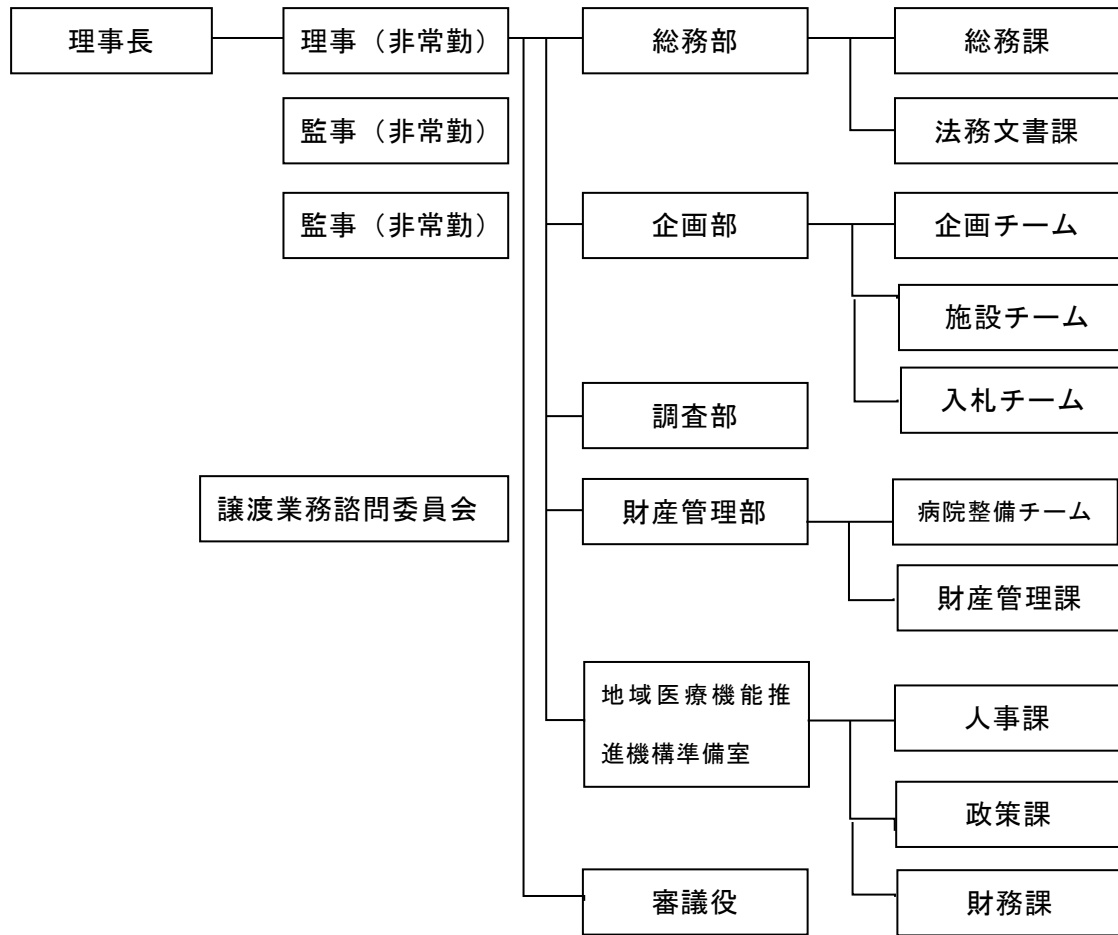 理事長
理事（非常勤）
総務部
総務課
監事（非常勤）
法務文書課
監事（非常勤）
企画部
企画チーム
施設チーム
入札チーム
調査部
譲渡業務諮問委員会
財産管理部
病院整備チーム
財産管理課
地域医療機能推
進機構準備室
人事課
政策課
審議役
財務課